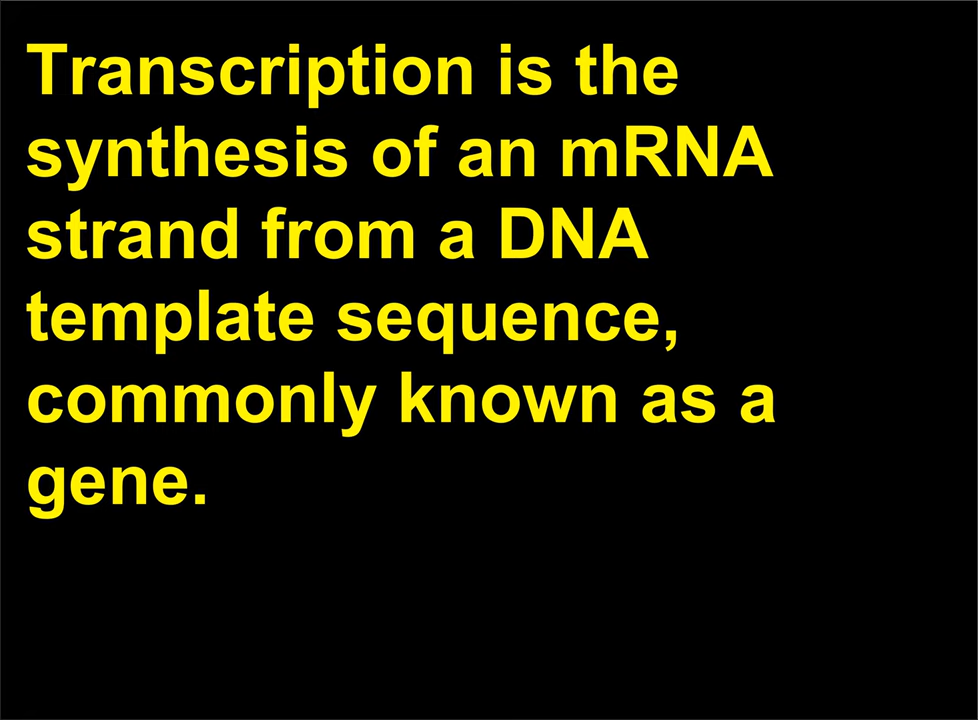 Transcription is the
synthesis of an mRNA
strand from a DNA
template sequence,
commonly known as a
gene.